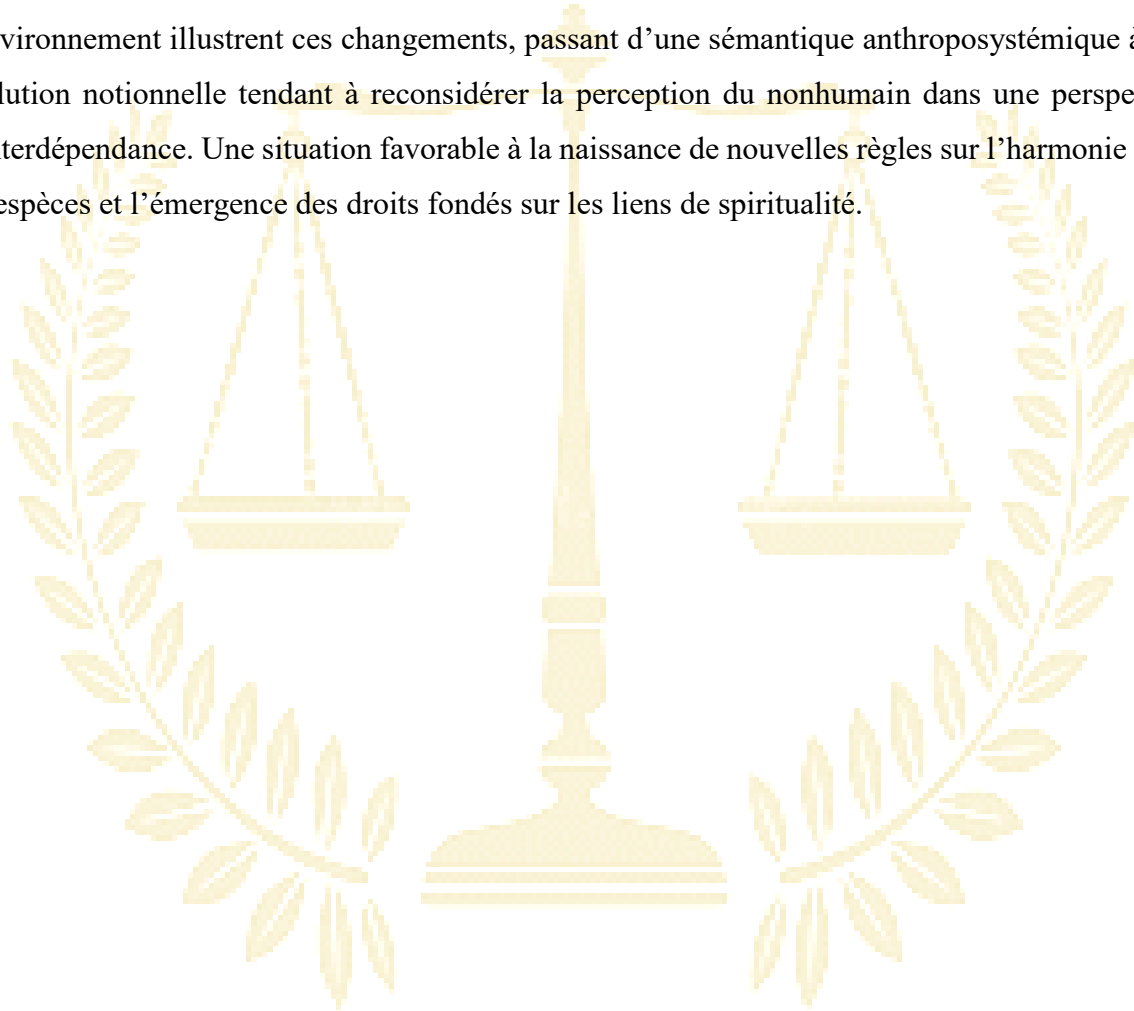 vironnement illustrent ces changements, passant d’une sémantique anthroposystémique à
lution notionnelle tendant à reconsidérer la perception du nonhumain dans une perspe
nterdépendance. Une situation favorable à la naissance de nouvelles règles sur l’harmonie
espèces et l’émergence des droits fondés sur les liens de spiritualité.